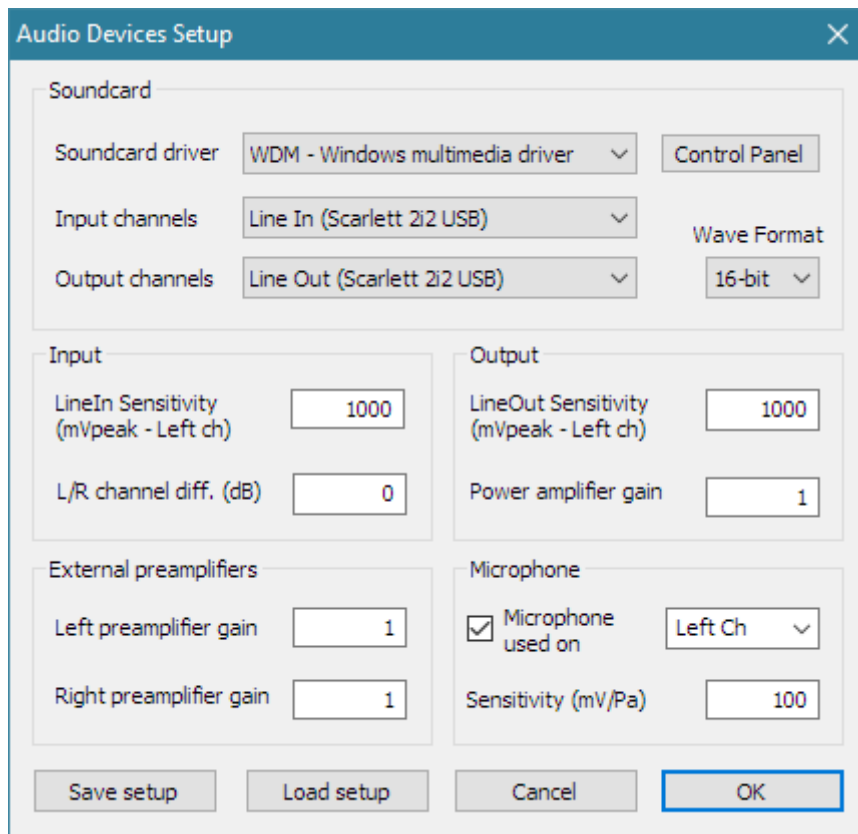 Audio Devices Setup
Soundcard
Soundcard driver WDM - Windows multimedia driver Control Panel
Input channels Line In (Scarlett 2i2 USB)
Wave Format
Output channels Line Out (Scarlett 2i2 USB) 16-bit
Input
LineIn Sensitivity
(mVpeak - Left ch) 1000
L/R channel diff. (dB) 0
Output
LineOut Sensitivity
(mVpeak - Left ch) 1000
Power amplifier gain 1
External preamplifiers
Left preamplifier gain 1
Right preamplifier gain 1
Microphone
Microphone
used on Left Ch
Sensitivity (mV/Pa) 100
Save setup Load setup Cancel OK